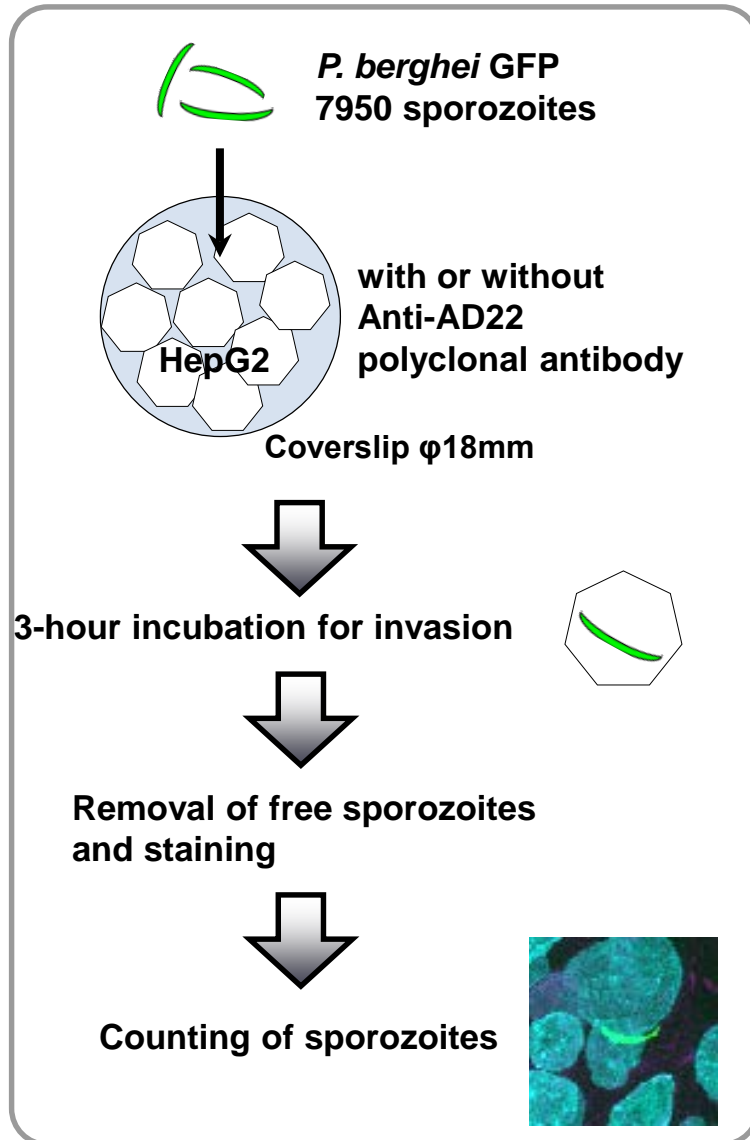 P. berghei GFP
7950 sporozoites
with or without
Anti-AD22
polyclonal antibody
HepG2
Coverslip φ18mm
3-hour incubation for invasion
Removal of free sporozoites
and staining
Counting of sporozoites